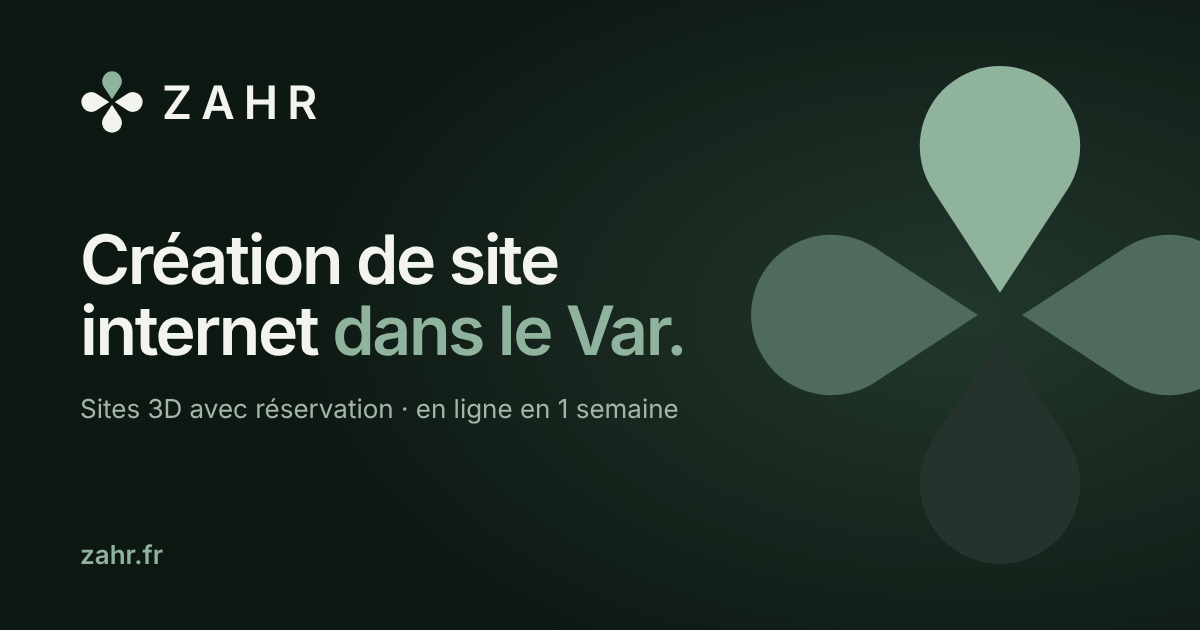 ZAHR
Création de site
internet dans le Var.
Sites 3D avec réservation · en ligne en 1 semaine
zahr.fr